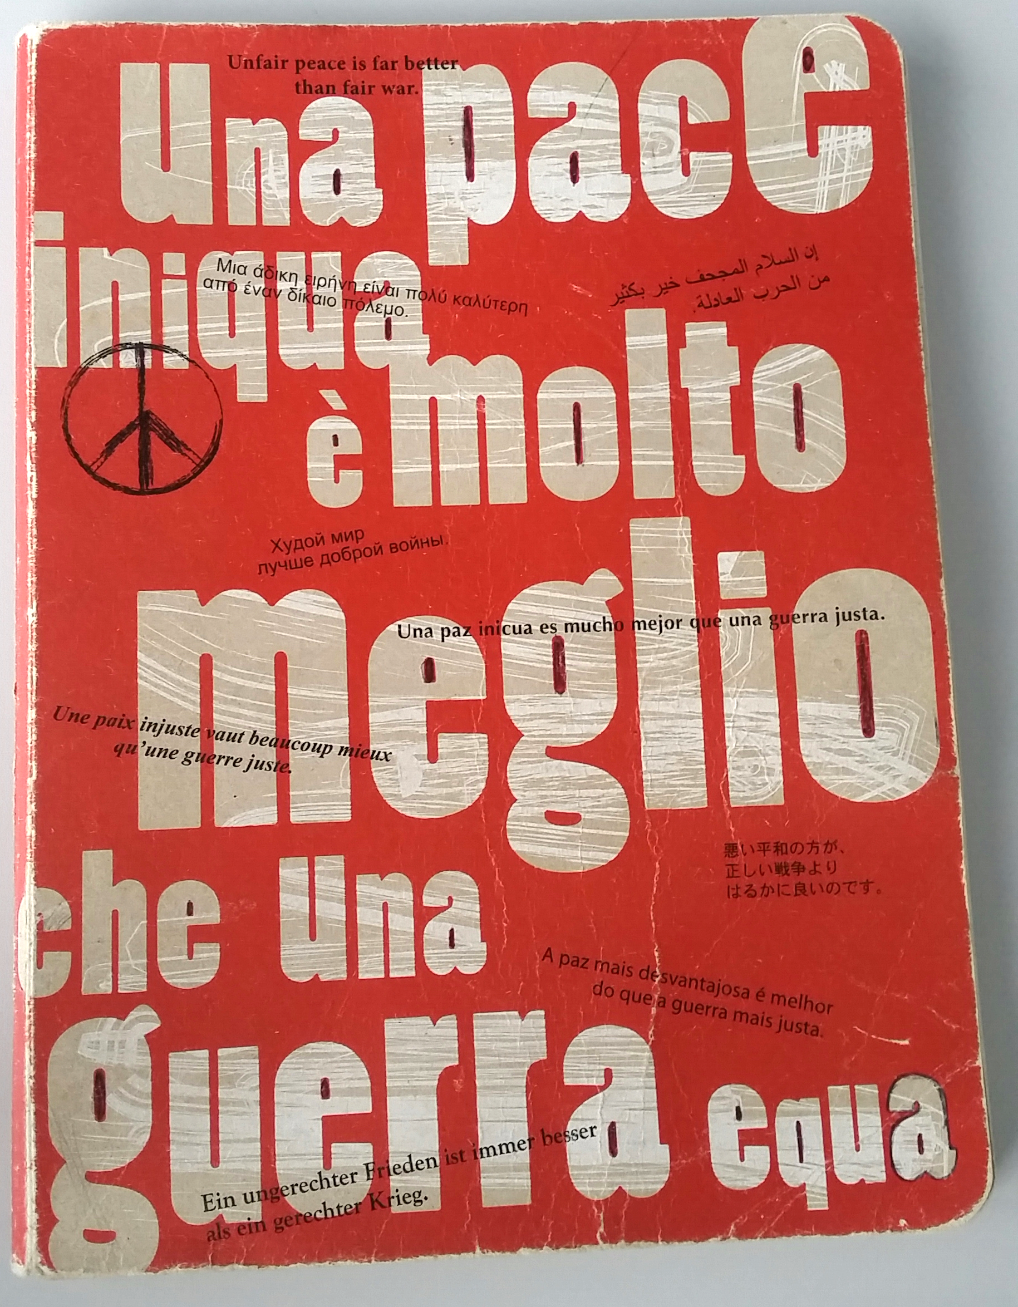 Unfair peace is far better
than fair war.
una pace
iniqua
Μια άδικη ειρήνη είναι πολύ καλύτερη
από έναν δίκαιο πόλεμο.
إن السلام المجحف خير بكثير
من الحرب العادلة.
è molto
Худой мир
лучше доброй войны.
meglio
Una paz inicua es mucho mejor que una guerra justa.
Une paix injuste vaut beaucoup mieux
qu'une guerre juste.
悪い平和の方が、
正しい戦争より
はるかに良いのです。
che una
A paz mais desvantajosa é melhor
do que a guerra mais justa.
guerra equa
Ein ungerechter Frieden ist immer besser
als ein gerechter Krieg.